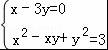 x - 3y=0
x²- xy+ y²=3